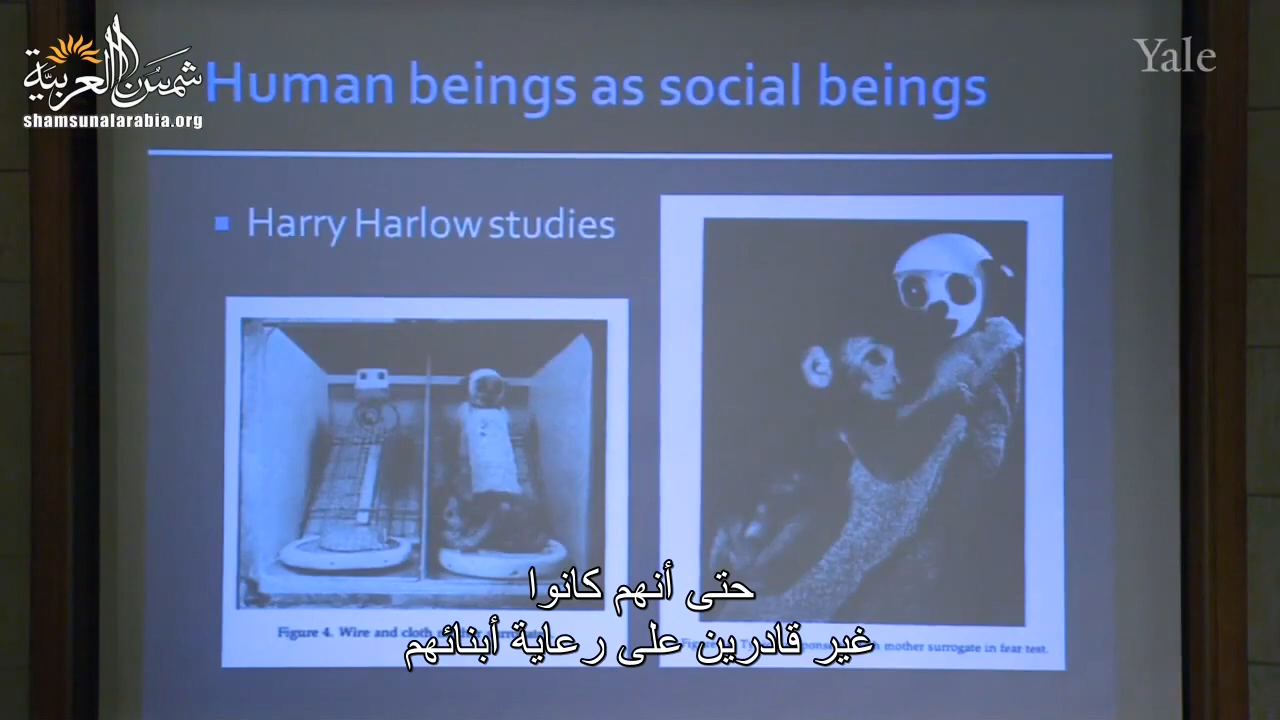 شمس العربية
shamsunalarabia.org
Yale
Human beings as social beings
▪ Harry Harlow studies
Figure 4. Wire and cloth
mother surrogate in fear test.
حتى أنهم كانوا
غير قادرين على رعاية أبنائهم